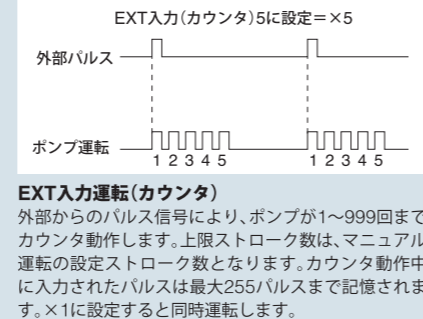 EXT入力（カウンタ）5に設定＝×5
外部パルス
ポンプ運転
1 2 3 4 5 1 2 3 4 5
EXT入力運転（カウンタ）
外部からのパルス信号により、ポンプが1〜999回まで
カウンタ動作します。上限ストローク数は、マニュアル
運転の設定ストローク数となります。カウンタ動作中
に入力されたパルスは最大255パルスまで記憶されま
す。×1に設定すると同時運転します。